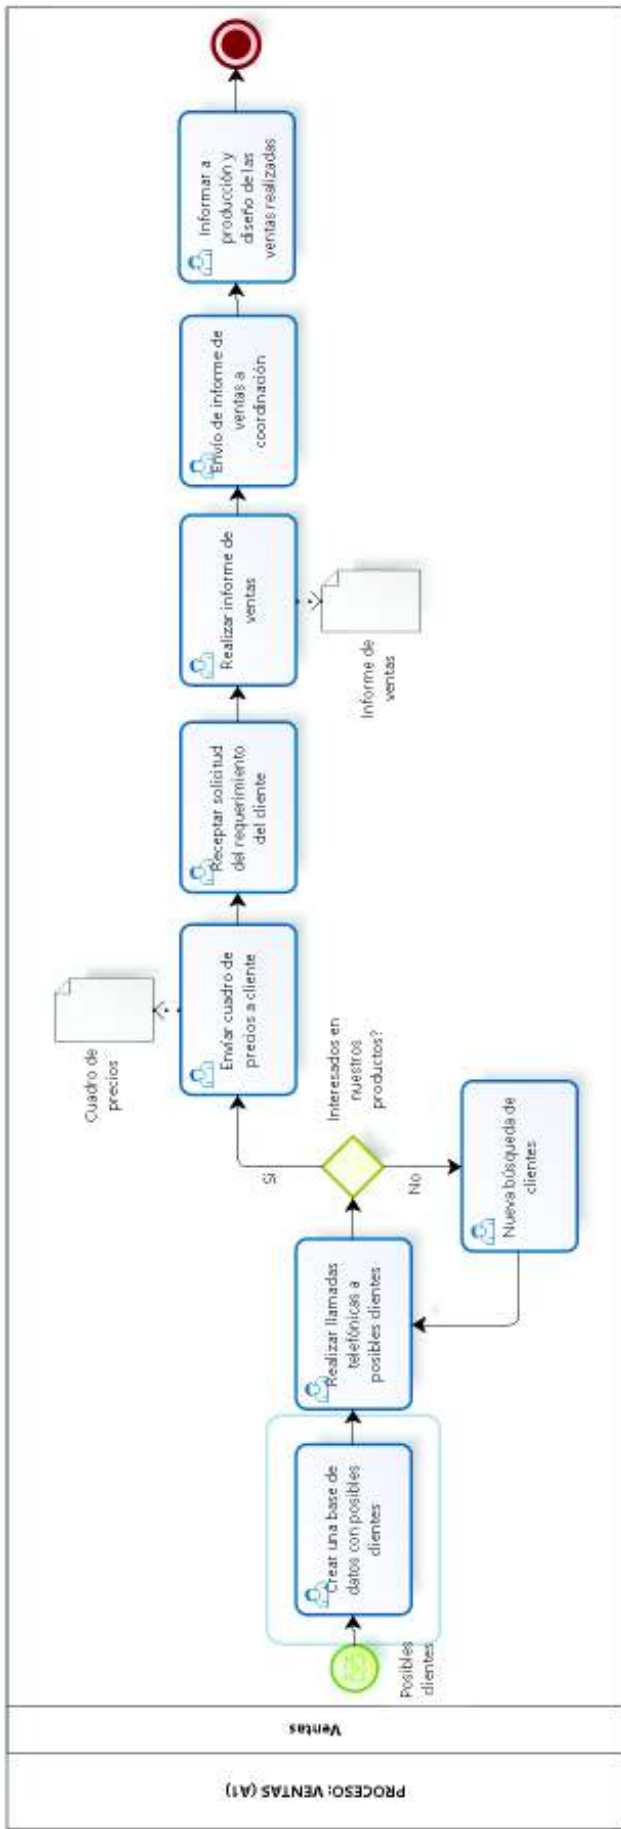 PROCESO: VENTAS (A1)
Ventas
Posibles
clientes
Crear una base de
datos con posibles
clientes
Realizar llamadas
telefónicas a
posibles clientes
Interesados en
nuestros
productos?
No
Nueva búsqueda de
clientes
Si
Enviar cuadro de
precios a cliente
Cuadro de
precios
Receptar solicitud
del requerimiento
del cliente
Realizar informe de
ventas
Informe de
ventas
Envío de informe de
ventas a
coordinación
Informar a
producción y
diseño de las
ventas realizadas